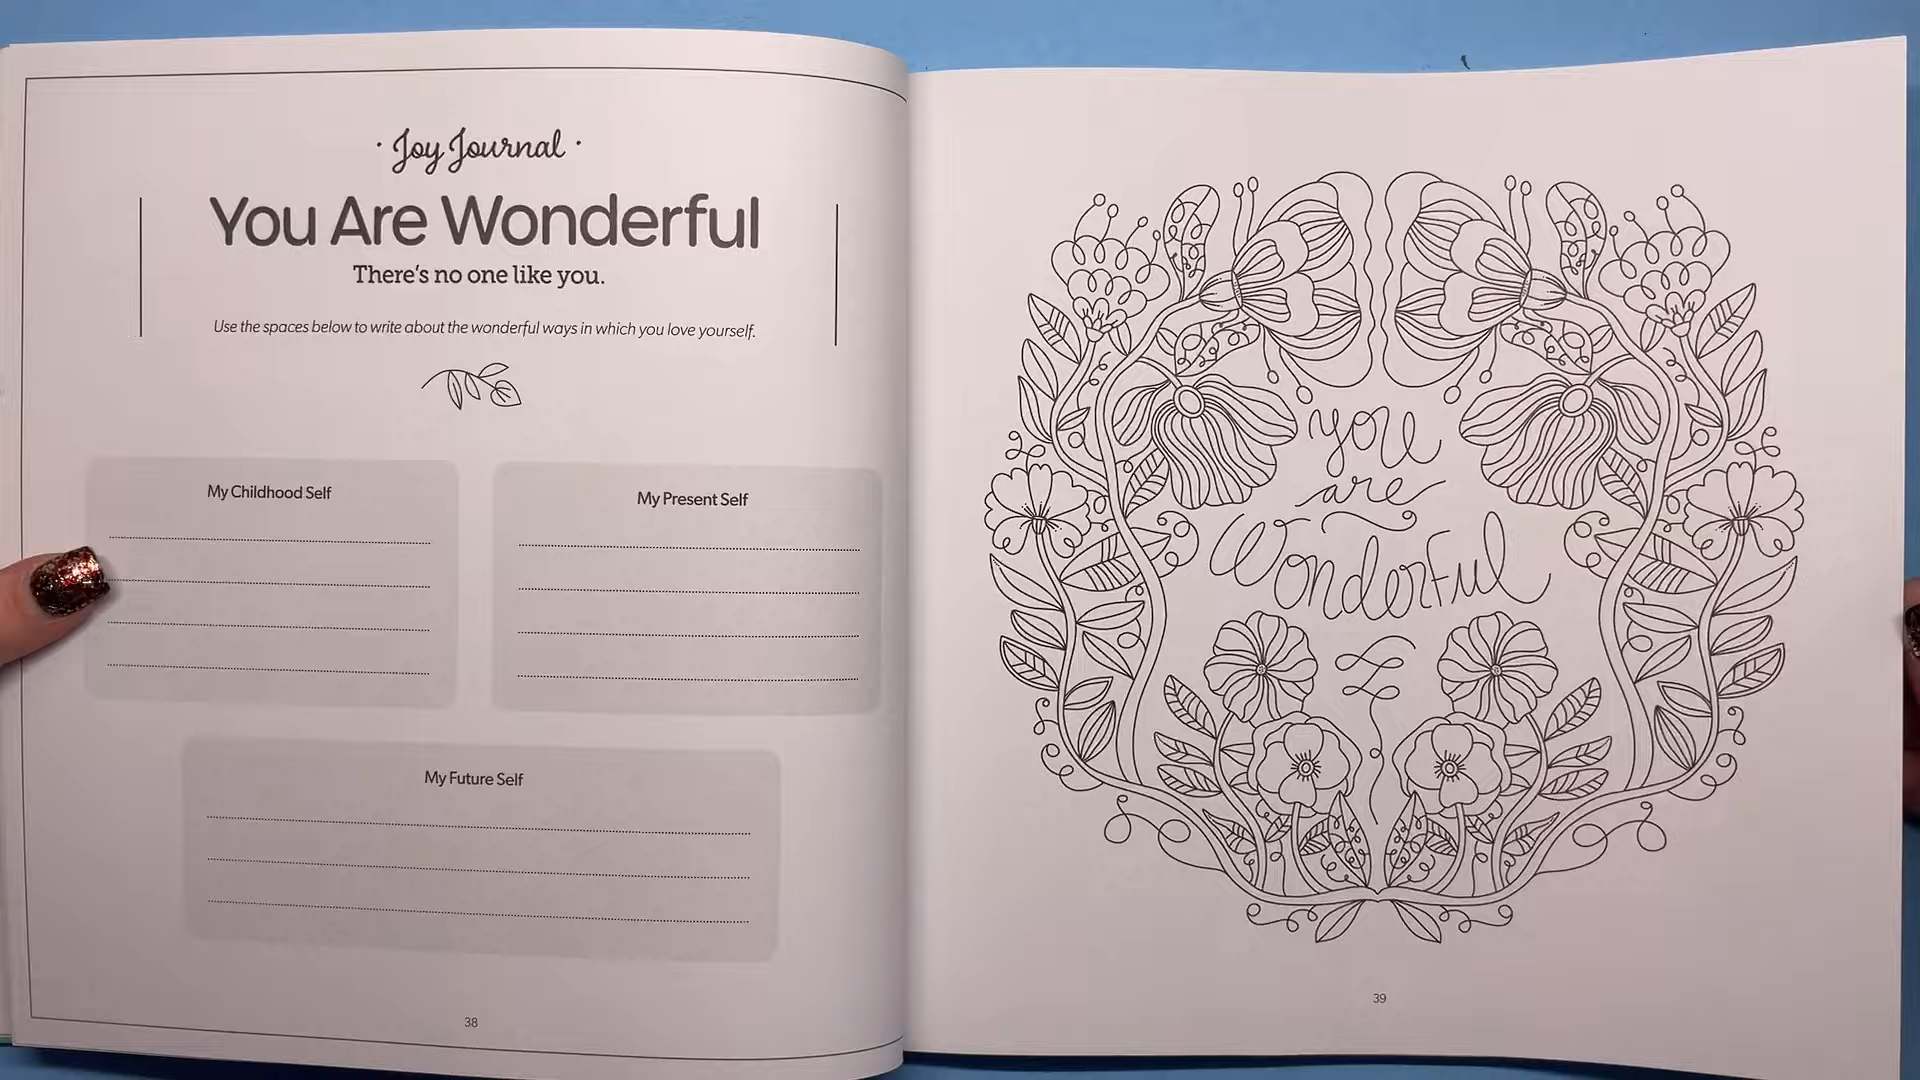 · Joy Journal ·
You Are Wonderful
There's no one like you.
Use the spaces below to write about the wonderful ways in which you love yourself.
My Childhood Self
My Present Self
My Future Self
38
you
are
Wonderful
39